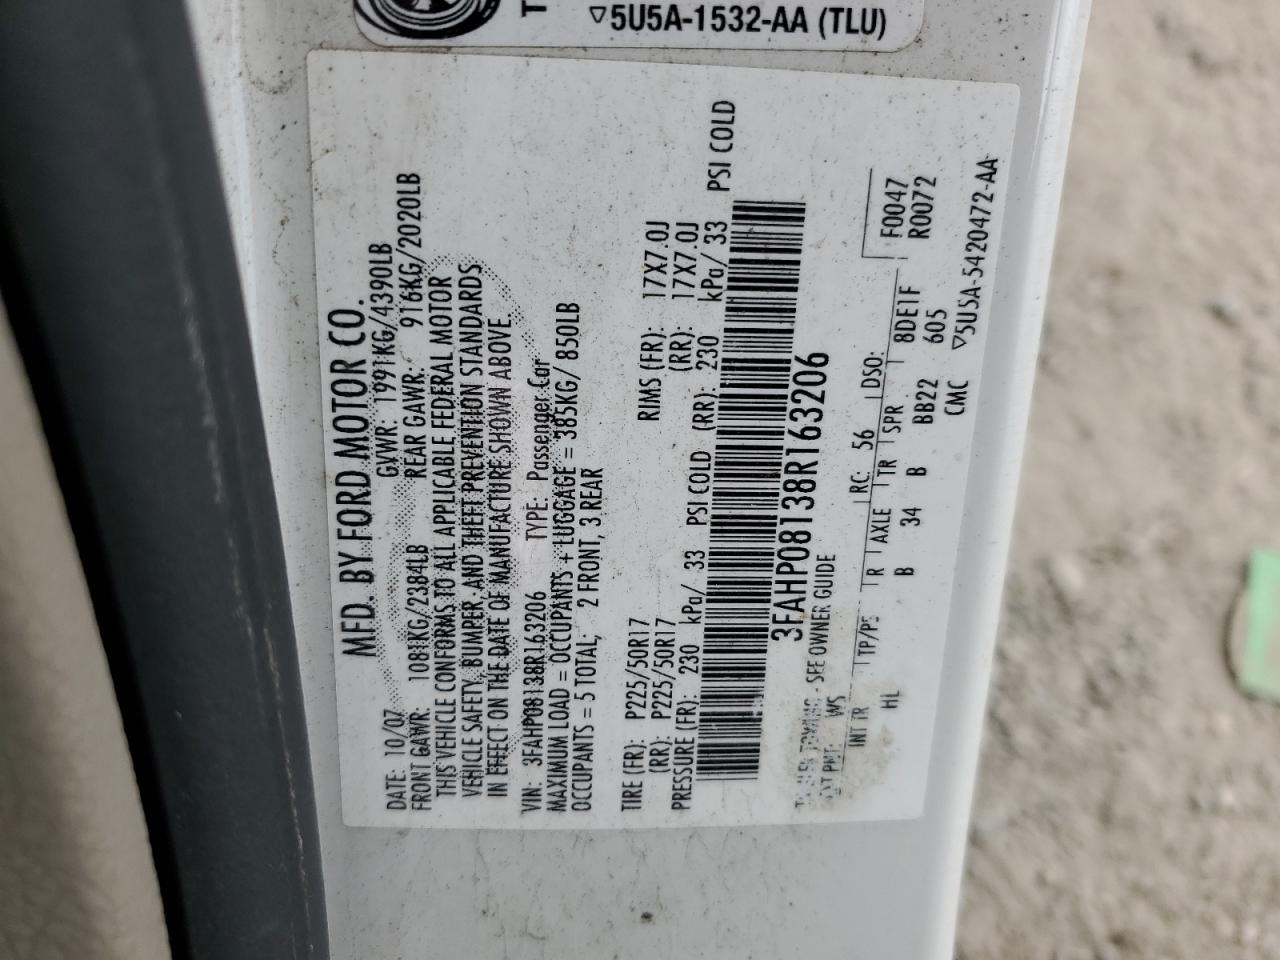 ▽5U5A-1532-AA (TLU)
MFD. BY FORD MOTOR CO.
DATE: 10/07 GVWR: 1991KG/4390LB
FRONT GAWR: 1081KG/2384LB REAR GAWR: 916KG/2020LB
THIS VEHICLE CONFORMS TO ALL APPLICABLE FEDERAL MOTOR
VEHICLE SAFETY, BUMPER, AND THEFT PREVENTION STANDARDS
IN EFFECT ON THE DATE OF MANUFACTURE SHOWN ABOVE.
VIN: 3FAHP08138R163206 TYPE: Passenger Car
MAXIMUM LOAD = OCCUPANTS + LUGGAGE = 385KG/ 850LB
OCCUPANTS = 5 TOTAL; 2 FRONT, 3 REAR
TIRE (FR): P225/50R17 RIMS (FR): 17X7.0J
(RR): P225/50R17 (RR): 17X7.0J
PRESSURE (FR): 230 kPa/ 33 PSI COLD (RR): 230 kPa/ 33 PSI COLD
3FAHP08138R163206
TOWING - SEE OWNER GUIDE
PNT: WS RC: 56 DSO: F0047
INT TR TP/PS R AXLE TR SPR 8DE1F R0072
HL B 34 B BB22 605
CMC ▽5U5A-5420472-AA